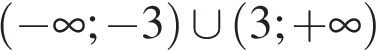 (−∞; −3) ∪ (3; +∞)